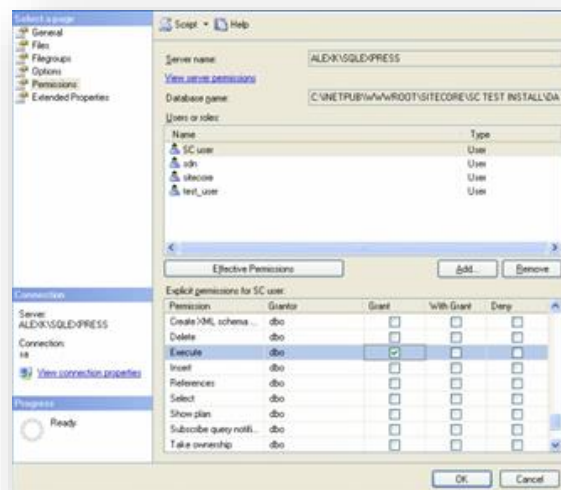 Select a page
General
Files
Filegroups
Options
Permissions
Extended Properties
Script Help
Server name: ALEXK\SQLEXPRESS
View server permissions
Database name: C:\INETPUB\WWWROOT\SITECORE\SC TEST INSTALL\DA
Users or roles:
Name Type
SC user User
sdn User
sitecore User
test_user User
Effective Permissions Add... Remove
Explicit permissions for SC user:
Permission Grantor Grant With Grant Deny
Create XML schema ... dbo
Delete dbo
Execute dbo
Insert dbo
References dbo
Select dbo
Show plan dbo
Subscribe query notifi... dbo
Take ownership dbo
Connection
Server:
ALEXK\SQLEXPRESS
Connection:
View connection properties
Progress
Ready
OK Cancel